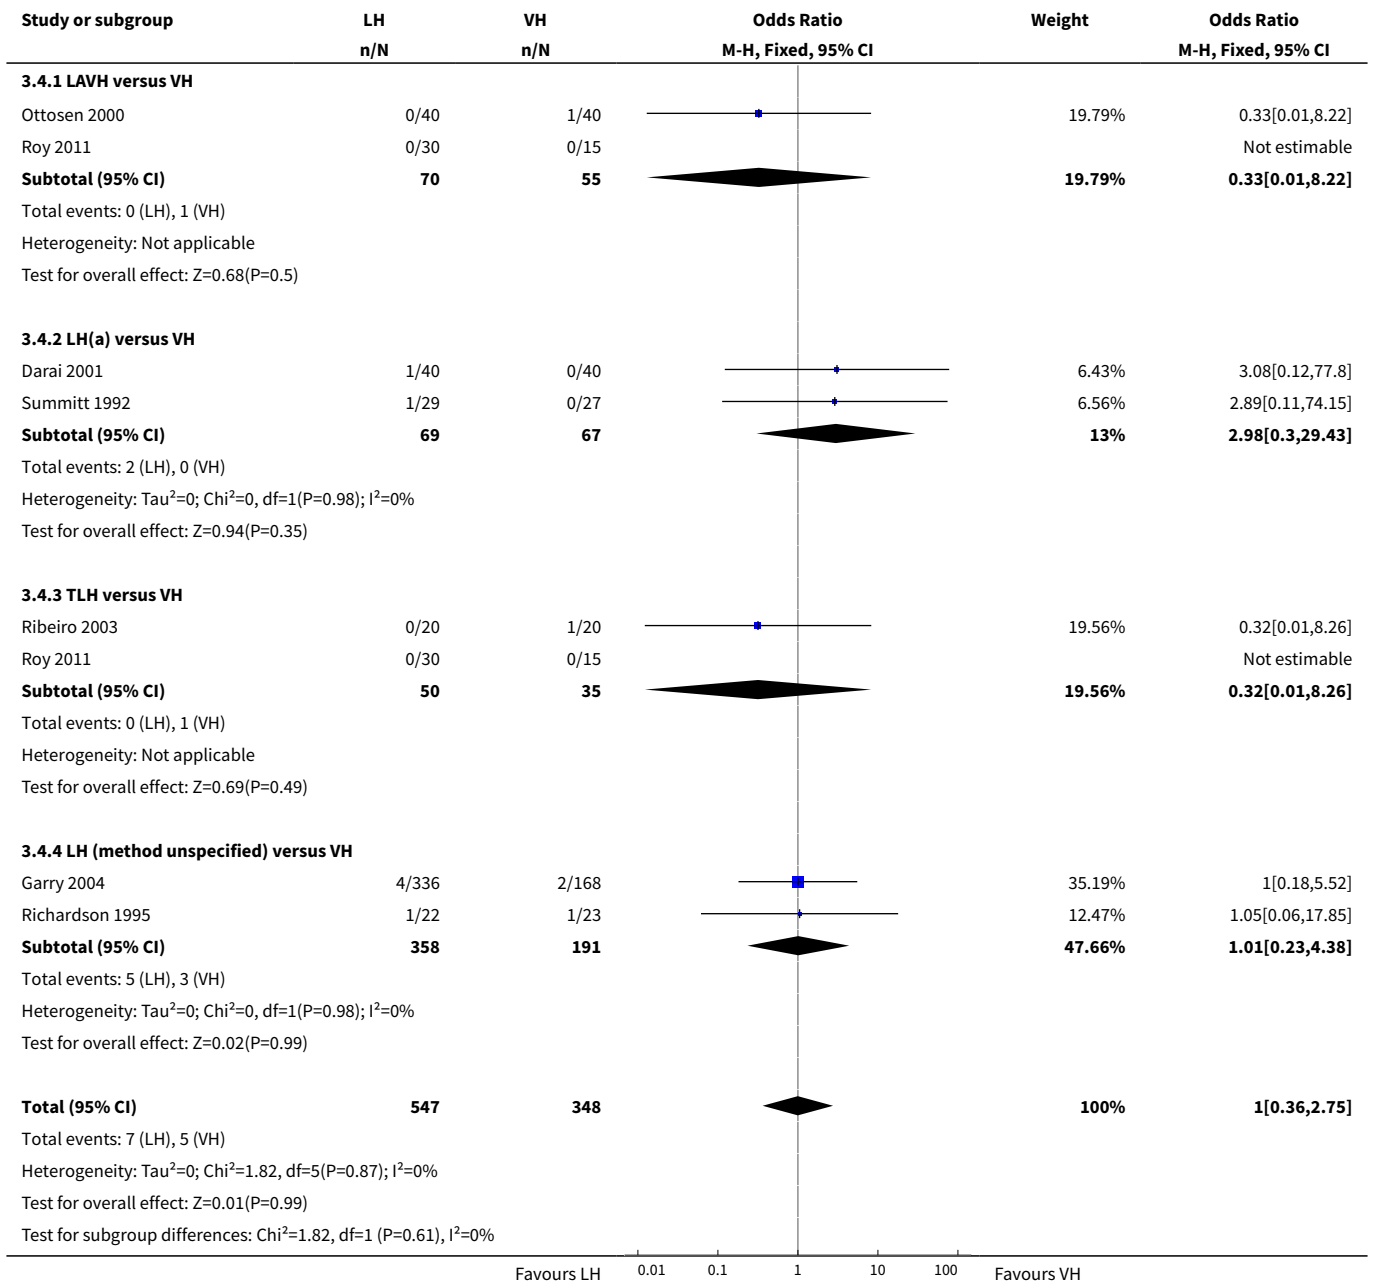 Study or subgroup LH VH Odds Ratio Weight Odds Ratio
n/N n/N M-H, Fixed, 95% CI M-H, Fixed, 95% CI
3.4.1 LAVH versus VH
Ottosen 2000 0/40 1/40 19.79% 0.33[0.01,8.22]
Roy 2011 0/30 0/15 Not estimable
Subtotal (95% CI) 70 55 19.79% 0.33[0.01,8.22]
Total events: 0 (LH), 1 (VH)
Heterogeneity: Not applicable
Test for overall effect: Z=0.68(P=0.5)
3.4.2 LH(a) versus VH
Darai 2001 1/40 0/40 6.43% 3.08[0.12,77.8]
Summitt 1992 1/29 0/27 6.56% 2.89[0.11,74.15]
Subtotal (95% CI) 69 67 13% 2.98[0.3,29.43]
Total events: 2 (LH), 0 (VH)
Heterogeneity: Tau²=0; Chi²=0, df=1(P=0.98); I²=0%
Test for overall effect: Z=0.94(P=0.35)
3.4.3 TLH versus VH
Ribeiro 2003 0/20 1/20 19.56% 0.32[0.01,8.26]
Roy 2011 0/30 0/15 Not estimable
Subtotal (95% CI) 50 35 19.56% 0.32[0.01,8.26]
Total events: 0 (LH), 1 (VH)
Heterogeneity: Not applicable
Test for overall effect: Z=0.69(P=0.49)
3.4.4 LH (method unspecified) versus VH
Garry 2004 4/336 2/168 35.19% 1[0.18,5.52]
Richardson 1995 1/22 1/23 12.47% 1.05[0.06,17.85]
Subtotal (95% CI) 358 191 47.66% 1.01[0.23,4.38]
Total events: 5 (LH), 3 (VH)
Heterogeneity: Tau²=0; Chi²=0, df=1(P=0.98); I²=0%
Test for overall effect: Z=0.02(P=0.99)
Total (95% CI) 547 348 100% 1[0.36,2.75]
Total events: 7 (LH), 5 (VH)
Heterogeneity: Tau²=0; Chi²=1.82, df=5(P=0.87); I²=0%
Test for overall effect: Z=0.01(P=0.99)
Test for subgroup differences: Chi²=1.82, df=1 (P=0.61), I²=0%
Favours LH 0.01 0.1 1 10 100 Favours VH